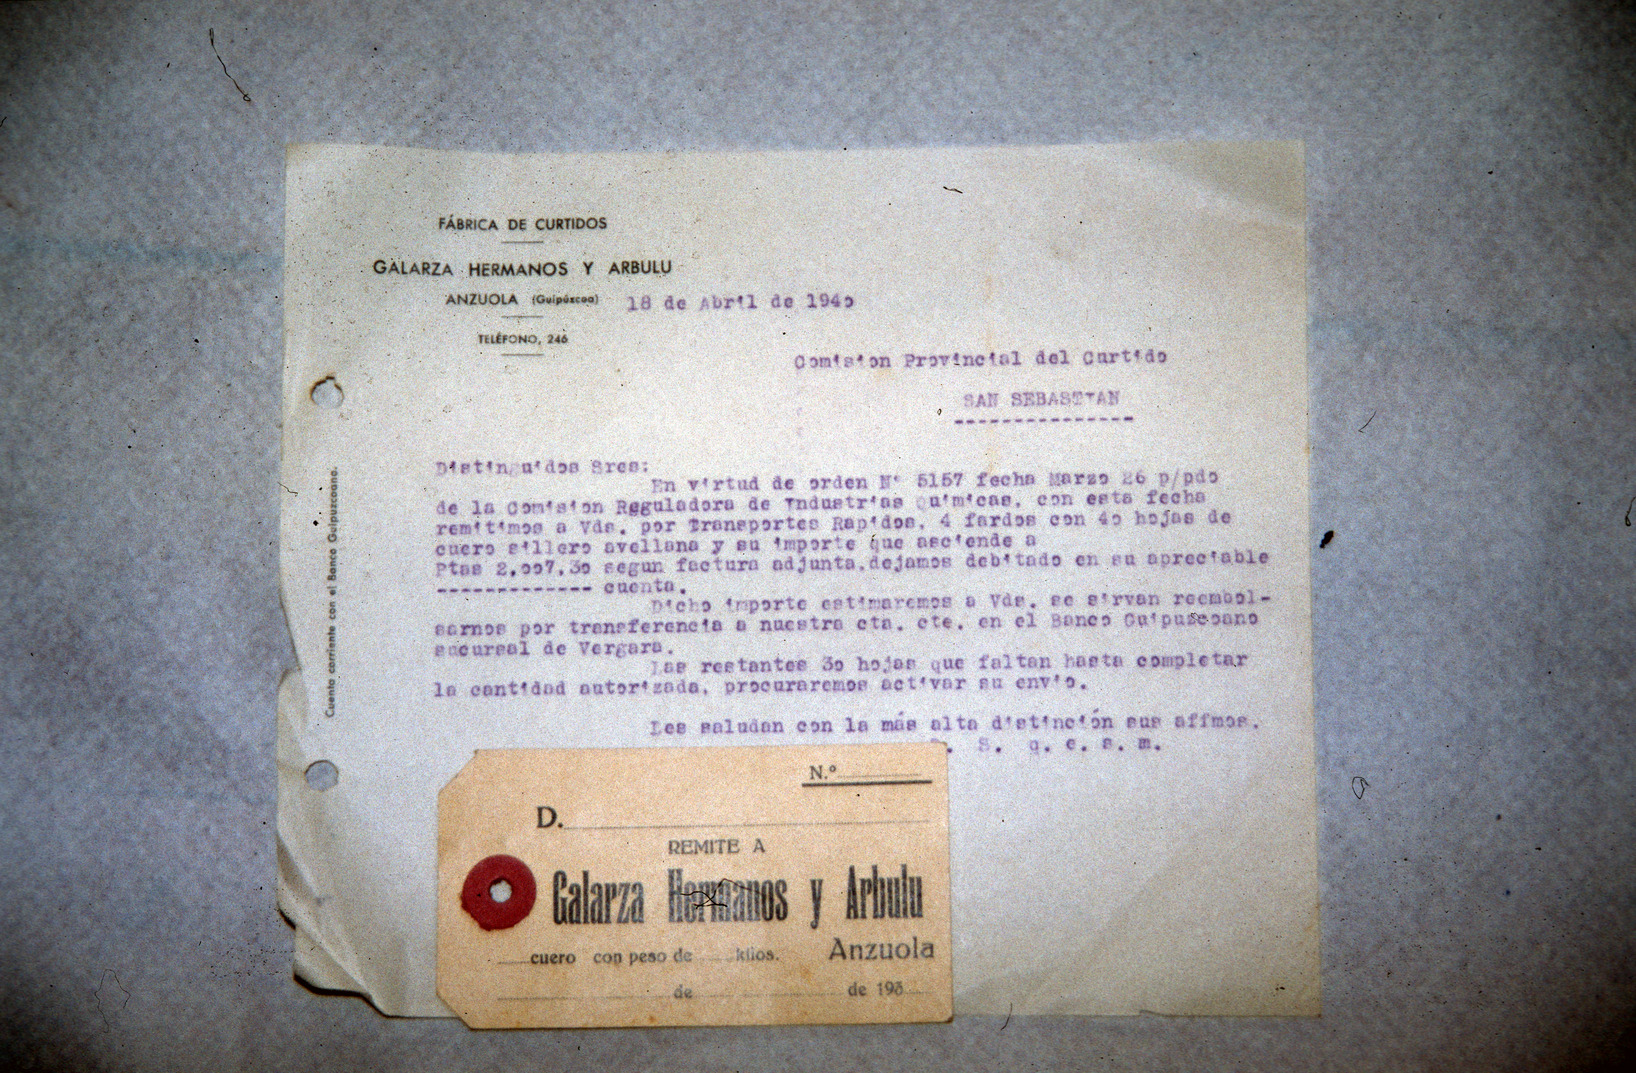 FÁBRICA DE CURTIDOS
GALARZA HERMANOS Y ARBULU
ANZUOLA (Guipúzcoa)
18 de Abril de 1940
TELÉFONO, 246
Comision Provincial del Curtido
SAN SEBASTIAN
---------------
Distinguidos Sres:
En virtud de orden Nº 5157 fecha Marzo 26 p/pdo
de la Comision Reguladora de Industrias Quimicas, con esta fecha
remitimos a Vds. por Transportes Rapidos, 4 fardos con 40 hojas de
cuero sillero avellana y su importe que asciende a
Ptas 2.007,30 segun factura adjunta,dejamos debitado en su apreciable
------------- cuenta.
Dicho importe estimaremos a Vds. se sirvan reembol-
sarnos por transferencia a nuestra cta. cte. en el Banco Guipuzcoano
sucursal de Vergara.
Las restantes 30 hojas que faltan hasta completar
la cantidad autorizada, procuraremos activar su envio.
Les saludan con la más alta distinción sus affmos.
S. q. e. s. m.
Cuenta corriente con el Banco Guipuzcoano.
N.º
D.
REMITE A
Galarza Hermanos y Arbulu
cuero con peso de kilos. Anzuola
de de 193